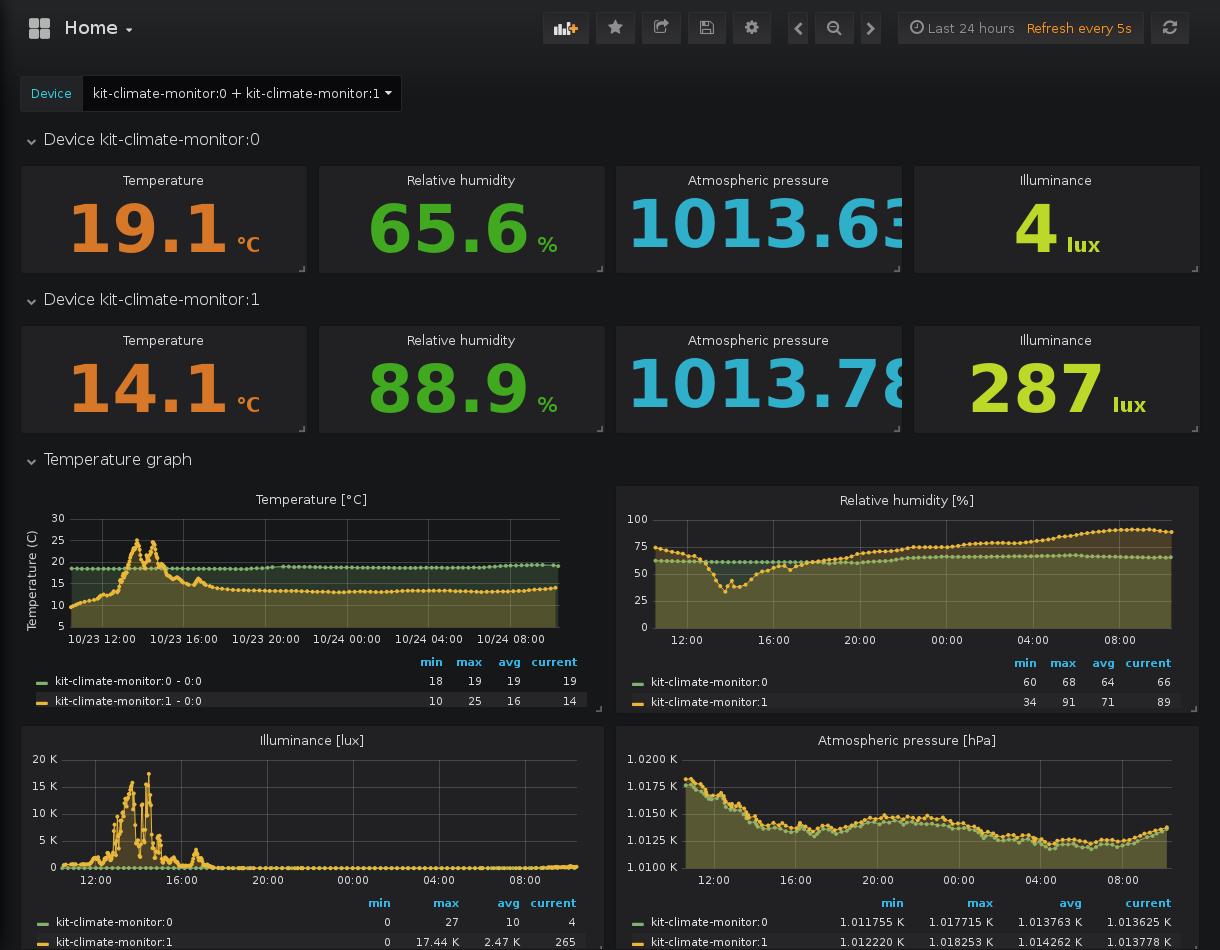 Home
Last 24 hours Refresh every 5s
Device kit-climate-monitor:0 + kit-climate-monitor:1
Device kit-climate-monitor:0
Temperature Relative humidity Atmospheric pressure Illuminance
19.1 °C 65.6 % 1013.63 4 lux
Device kit-climate-monitor:1
Temperature Relative humidity Atmospheric pressure Illuminance
14.1 °C 88.9 % 1013.78 287 lux
Temperature graph
Temperature [°C]
Temperature (C)
30
25
20
15
10
5
10/23 12:00 10/23 16:00 10/23 20:00 10/24 00:00 10/24 04:00 10/24 08:00
min max avg current
kit-climate-monitor:0 - 0:0 18 19 19 19
kit-climate-monitor:1 - 0:0 10 25 16 14
Relative humidity [%]
100
75
50
25
0
12:00 16:00 20:00 00:00 04:00 08:00
min max avg current
kit-climate-monitor:0 60 68 64 66
kit-climate-monitor:1 34 91 71 89
Illuminance [lux]
20 K
15 K
10 K
5 K
0
12:00 16:00 20:00 00:00 04:00 08:00
min max avg current
kit-climate-monitor:0 0 27 10 4
kit-climate-monitor:1 0 17.44 K 2.47 K 265
Atmospheric pressure [hPa]
1.0200 K
1.0175 K
1.0150 K
1.0125 K
1.0100 K
12:00 16:00 20:00 00:00 04:00 08:00
min max avg current
kit-climate-monitor:0 1.011755 K 1.017715 K 1.013763 K 1.013625 K
kit-climate-monitor:1 1.012220 K 1.018253 K 1.014262 K 1.013778 K